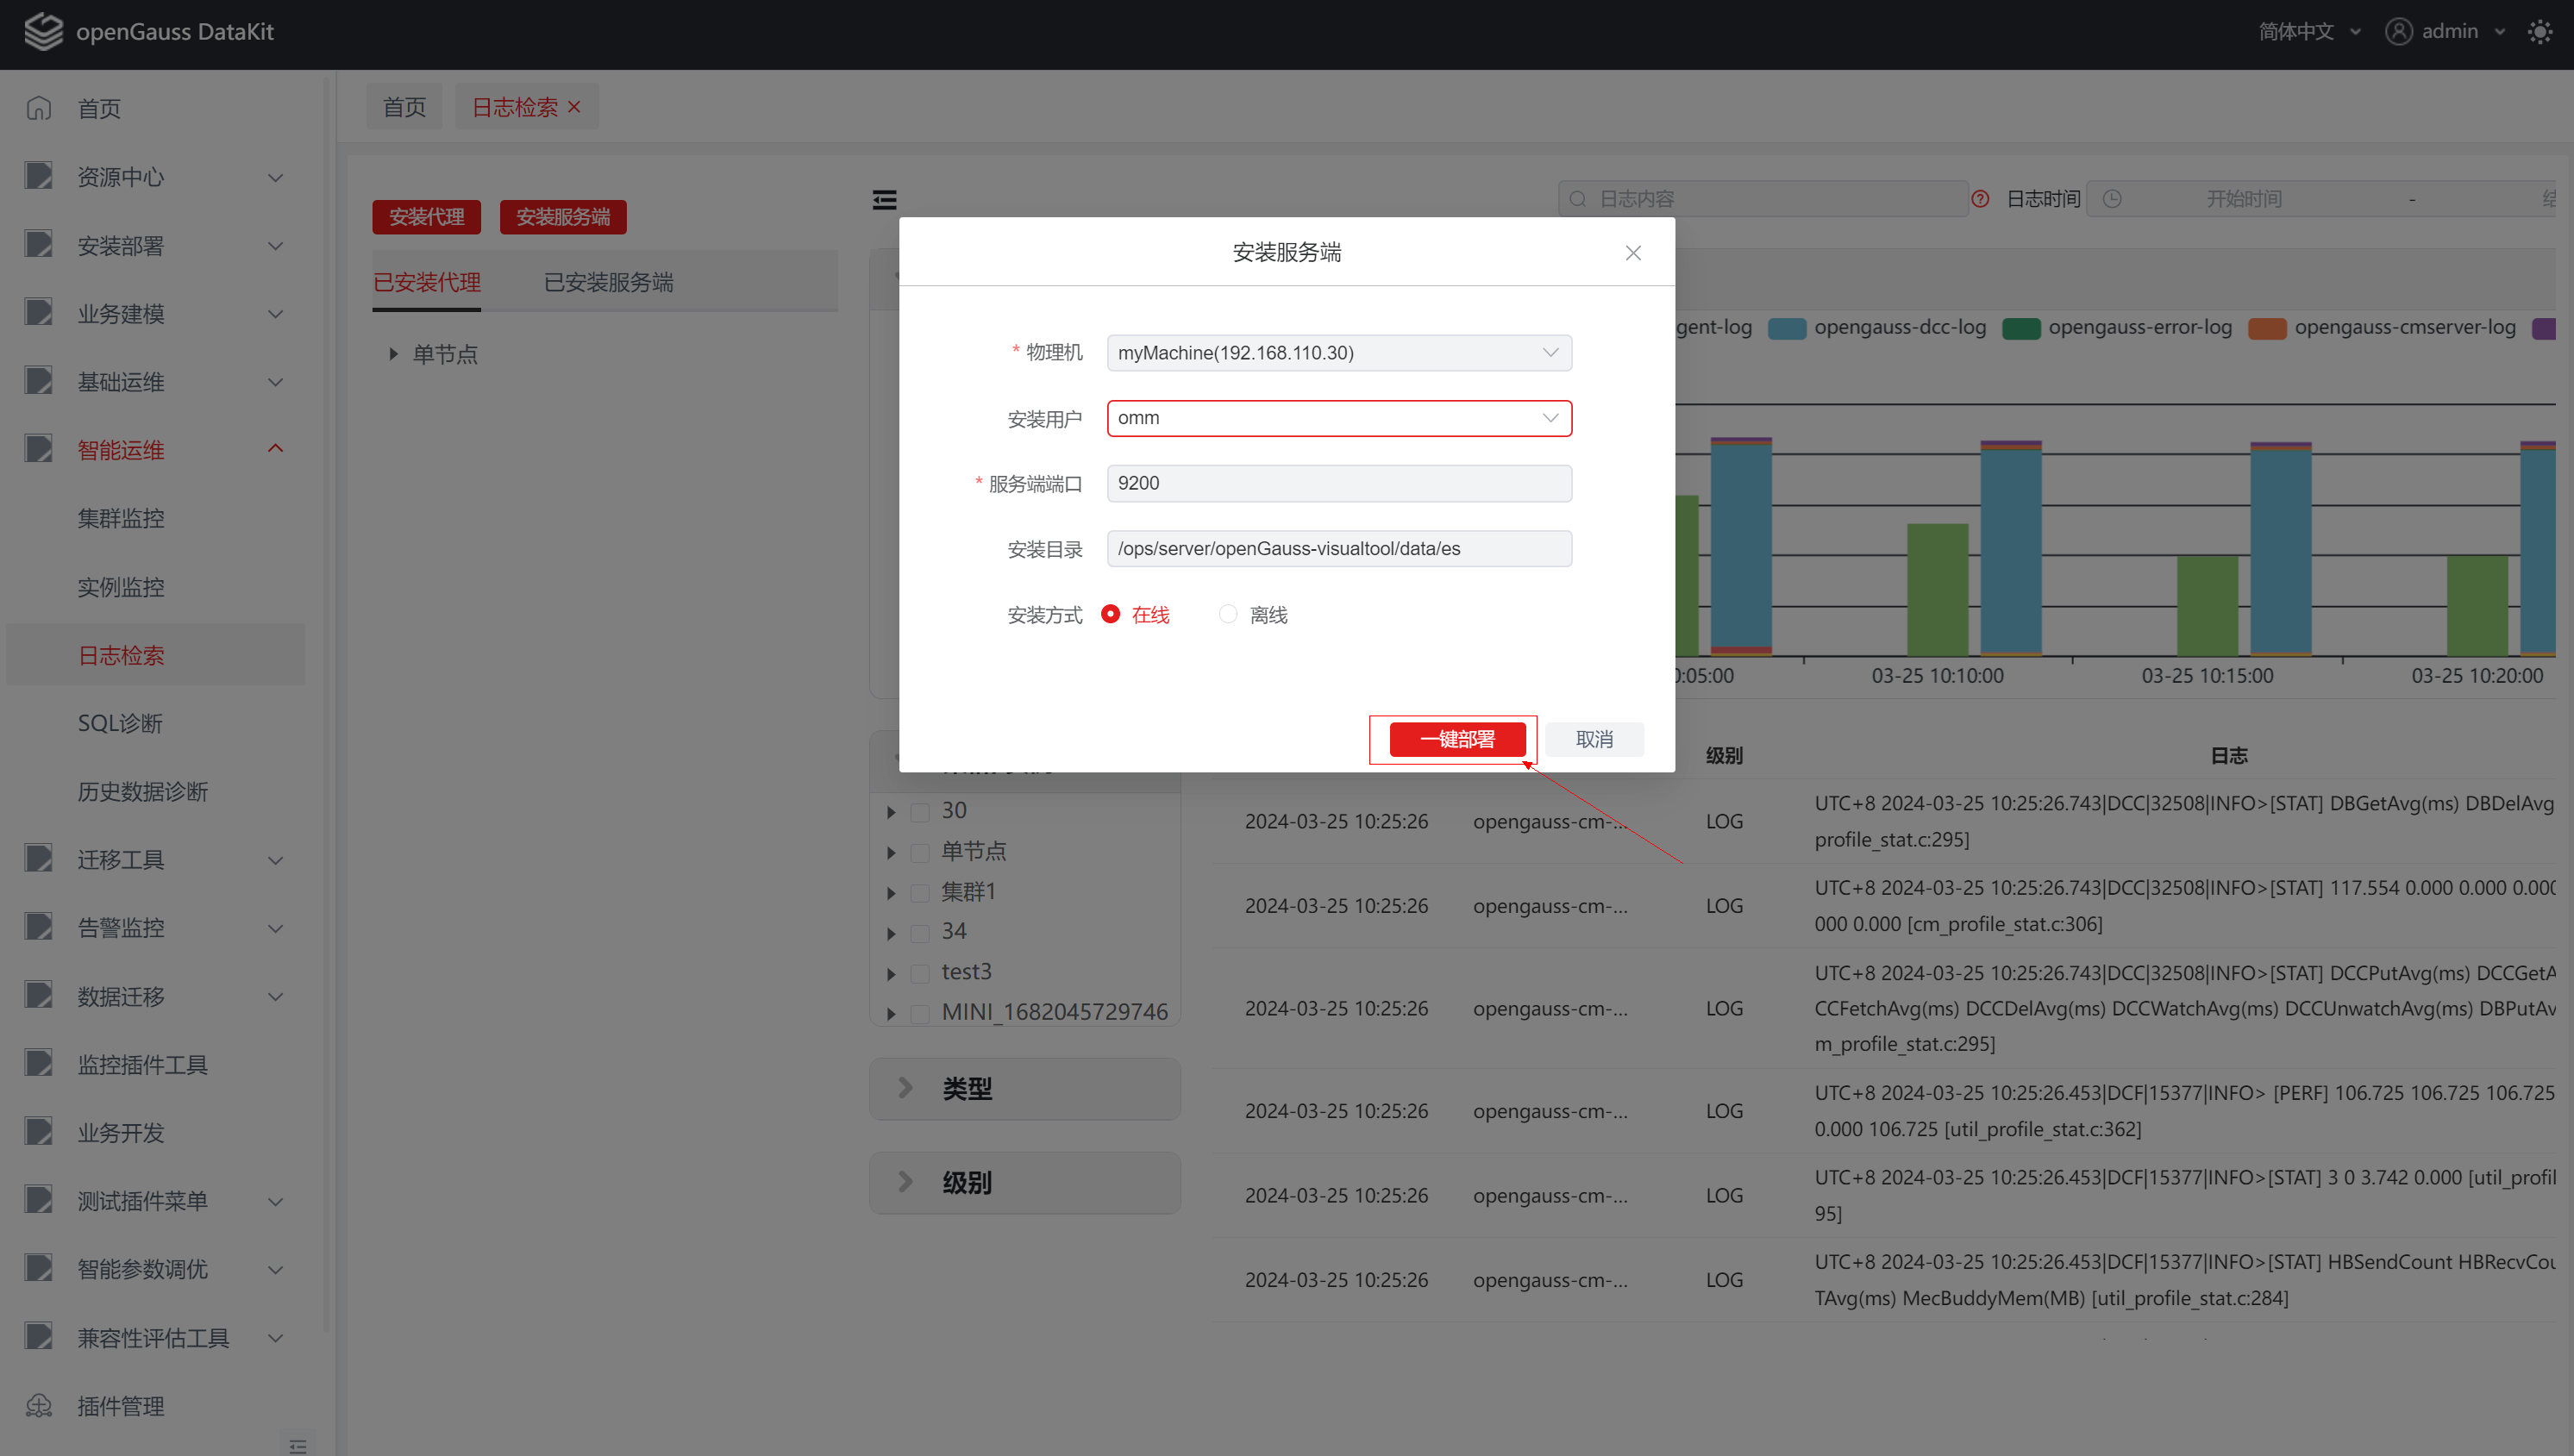 openGauss DataKit
简体中文
admin
首页
资源中心
安装部署
业务建模
基础运维
智能运维
集群监控
实例监控
日志检索
SQL诊断
历史数据诊断
迁移工具
告警监控
数据迁移
监控插件工具
业务开发
测试插件菜单
智能参数调优
兼容性评估工具
插件管理
首页
日志检索
安装代理 安装服务端
已安装代理 已安装服务端
单节点
日志内容
日志时间
开始时间
-
安装服务端
* 物理机 myMachine(192.168.110.30)
安装用户 omm
* 服务端端口 9200
安装目录 /ops/server/openGauss-visualtool/data/es
安装方式 在线 离线
一键部署 取消
gent-log opengauss-dcc-log opengauss-error-log opengauss-cmserver-log
0:05:00 03-25 10:10:00 03-25 10:15:00 03-25 10:20:00
30
单节点
集群1
34
test3
MINI_1682045729746
类型
级别
级别 日志
2024-03-25 10:25:26 opengauss-cm-... LOG UTC+8 2024-03-25 10:25:26.743|DCC|32508|INFO>[STAT] DBGetAvg(ms) DBDelAvg
profile_stat.c:295]
2024-03-25 10:25:26 opengauss-cm-... LOG UTC+8 2024-03-25 10:25:26.743|DCC|32508|INFO>[STAT] 117.554 0.000 0.000 0.000
000 0.000 [cm_profile_stat.c:306]
2024-03-25 10:25:26 opengauss-cm-... LOG UTC+8 2024-03-25 10:25:26.743|DCC|32508|INFO>[STAT] DCCPutAvg(ms) DCCGetA
CCFetchAvg(ms) DCCDelAvg(ms) DCCWatchAvg(ms) DCCUnwatchAvg(ms) DBPutAv
m_profile_stat.c:295]
2024-03-25 10:25:26 opengauss-cm-... LOG UTC+8 2024-03-25 10:25:26.453|DCF|15377|INFO> [PERF] 106.725 106.725 106.725
0.000 106.725 [util_profile_stat.c:362]
2024-03-25 10:25:26 opengauss-cm-... LOG UTC+8 2024-03-25 10:25:26.453|DCF|15377|INFO>[STAT] 3 0 3.742 0.000 [util_profil
95]
2024-03-25 10:25:26 opengauss-cm-... LOG UTC+8 2024-03-25 10:25:26.453|DCF|15377|INFO>[STAT] HBSendCount HBRecvCou
TAvg(ms) MecBuddyMem(MB) [util_profile_stat.c:284]